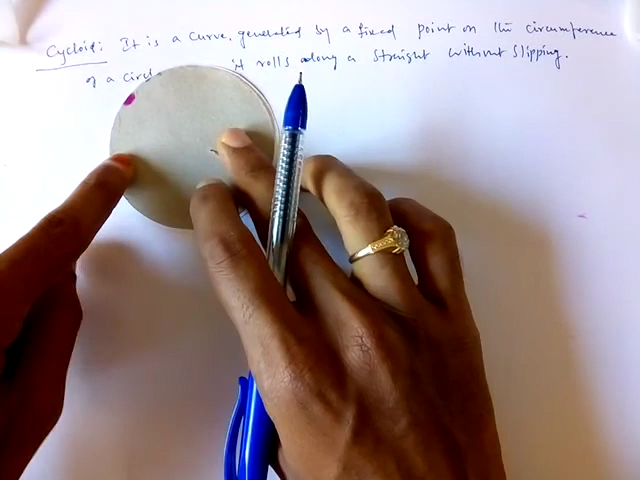 Cycloid: It is a curve generated by a fixed point on the circumference
of a circl it rolls along a straight without slipping.